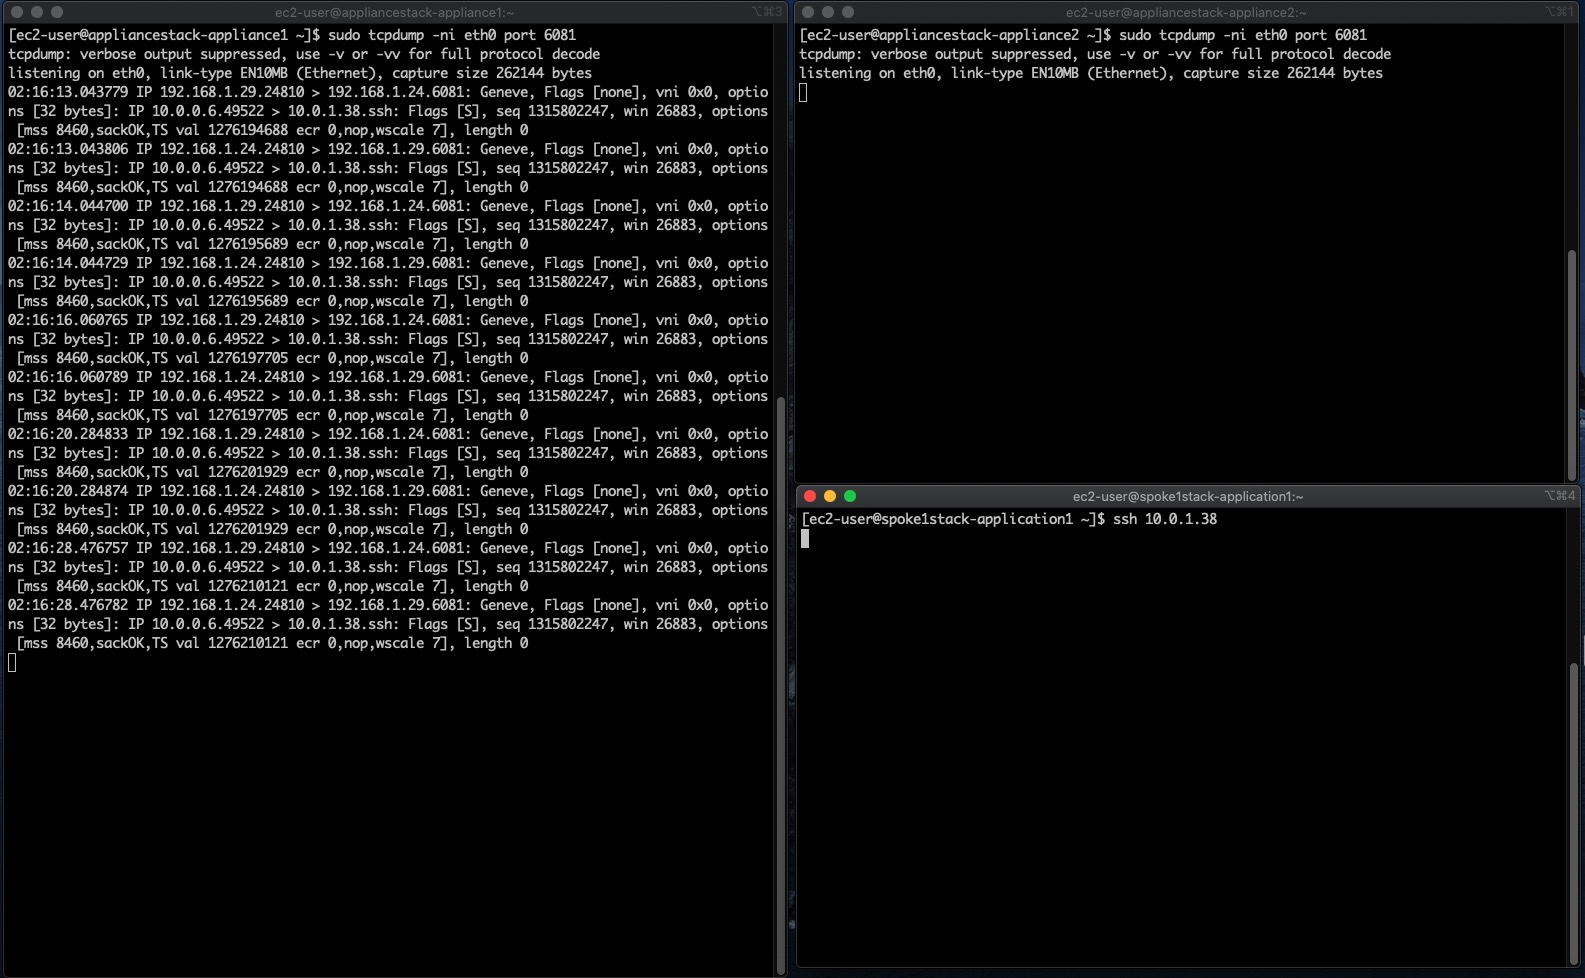 ec2-user@appliancestack-appliance1:~
⌥⌘3
[ec2-user@appliancestack-appliance1 ~]$ sudo tcpdump -ni eth0 port 6081
tcpdump: verbose output suppressed, use -v or -vv for full protocol decode
listening on eth0, link-type EN10MB (Ethernet), capture size 262144 bytes
02:16:13.043779 IP 192.168.1.29.24810 > 192.168.1.24.6081: Geneve, Flags [none], vni 0x0, optio
ns [32 bytes]: IP 10.0.0.6.49522 > 10.0.1.38.ssh: Flags [S], seq 1315802247, win 26883, options
[mss 8460,sackOK,TS val 1276194688 ecr 0,nop,wscale 7], length 0
02:16:13.043806 IP 192.168.1.24.24810 > 192.168.1.29.6081: Geneve, Flags [none], vni 0x0, optio
ns [32 bytes]: IP 10.0.0.6.49522 > 10.0.1.38.ssh: Flags [S], seq 1315802247, win 26883, options
[mss 8460,sackOK,TS val 1276194688 ecr 0,nop,wscale 7], length 0
02:16:14.044700 IP 192.168.1.29.24810 > 192.168.1.24.6081: Geneve, Flags [none], vni 0x0, optio
ns [32 bytes]: IP 10.0.0.6.49522 > 10.0.1.38.ssh: Flags [S], seq 1315802247, win 26883, options
[mss 8460,sackOK,TS val 1276195689 ecr 0,nop,wscale 7], length 0
02:16:14.044729 IP 192.168.1.24.24810 > 192.168.1.29.6081: Geneve, Flags [none], vni 0x0, optio
ns [32 bytes]: IP 10.0.0.6.49522 > 10.0.1.38.ssh: Flags [S], seq 1315802247, win 26883, options
[mss 8460,sackOK,TS val 1276195689 ecr 0,nop,wscale 7], length 0
02:16:16.060765 IP 192.168.1.29.24810 > 192.168.1.24.6081: Geneve, Flags [none], vni 0x0, optio
ns [32 bytes]: IP 10.0.0.6.49522 > 10.0.1.38.ssh: Flags [S], seq 1315802247, win 26883, options
[mss 8460,sackOK,TS val 1276197705 ecr 0,nop,wscale 7], length 0
02:16:16.060789 IP 192.168.1.24.24810 > 192.168.1.29.6081: Geneve, Flags [none], vni 0x0, optio
ns [32 bytes]: IP 10.0.0.6.49522 > 10.0.1.38.ssh: Flags [S], seq 1315802247, win 26883, options
[mss 8460,sackOK,TS val 1276197705 ecr 0,nop,wscale 7], length 0
02:16:20.284833 IP 192.168.1.29.24810 > 192.168.1.24.6081: Geneve, Flags [none], vni 0x0, optio
ns [32 bytes]: IP 10.0.0.6.49522 > 10.0.1.38.ssh: Flags [S], seq 1315802247, win 26883, options
[mss 8460,sackOK,TS val 1276201929 ecr 0,nop,wscale 7], length 0
02:16:20.284874 IP 192.168.1.24.24810 > 192.168.1.29.6081: Geneve, Flags [none], vni 0x0, optio
ns [32 bytes]: IP 10.0.0.6.49522 > 10.0.1.38.ssh: Flags [S], seq 1315802247, win 26883, options
[mss 8460,sackOK,TS val 1276201929 ecr 0,nop,wscale 7], length 0
02:16:28.476757 IP 192.168.1.29.24810 > 192.168.1.24.6081: Geneve, Flags [none], vni 0x0, optio
ns [32 bytes]: IP 10.0.0.6.49522 > 10.0.1.38.ssh: Flags [S], seq 1315802247, win 26883, options
[mss 8460,sackOK,TS val 1276210121 ecr 0,nop,wscale 7], length 0
02:16:28.476782 IP 192.168.1.24.24810 > 192.168.1.29.6081: Geneve, Flags [none], vni 0x0, optio
ns [32 bytes]: IP 10.0.0.6.49522 > 10.0.1.38.ssh: Flags [S], seq 1315802247, win 26883, options
[mss 8460,sackOK,TS val 1276210121 ecr 0,nop,wscale 7], length 0
ec2-user@appliancestack-appliance2:~
⌥⌘1
[ec2-user@appliancestack-appliance2 ~]$ sudo tcpdump -ni eth0 port 6081
tcpdump: verbose output suppressed, use -v or -vv for full protocol decode
listening on eth0, link-type EN10MB (Ethernet), capture size 262144 bytes
ec2-user@spoke1stack-application1:~
⌥⌘4
[ec2-user@spoke1stack-application1 ~]$ ssh 10.0.1.38